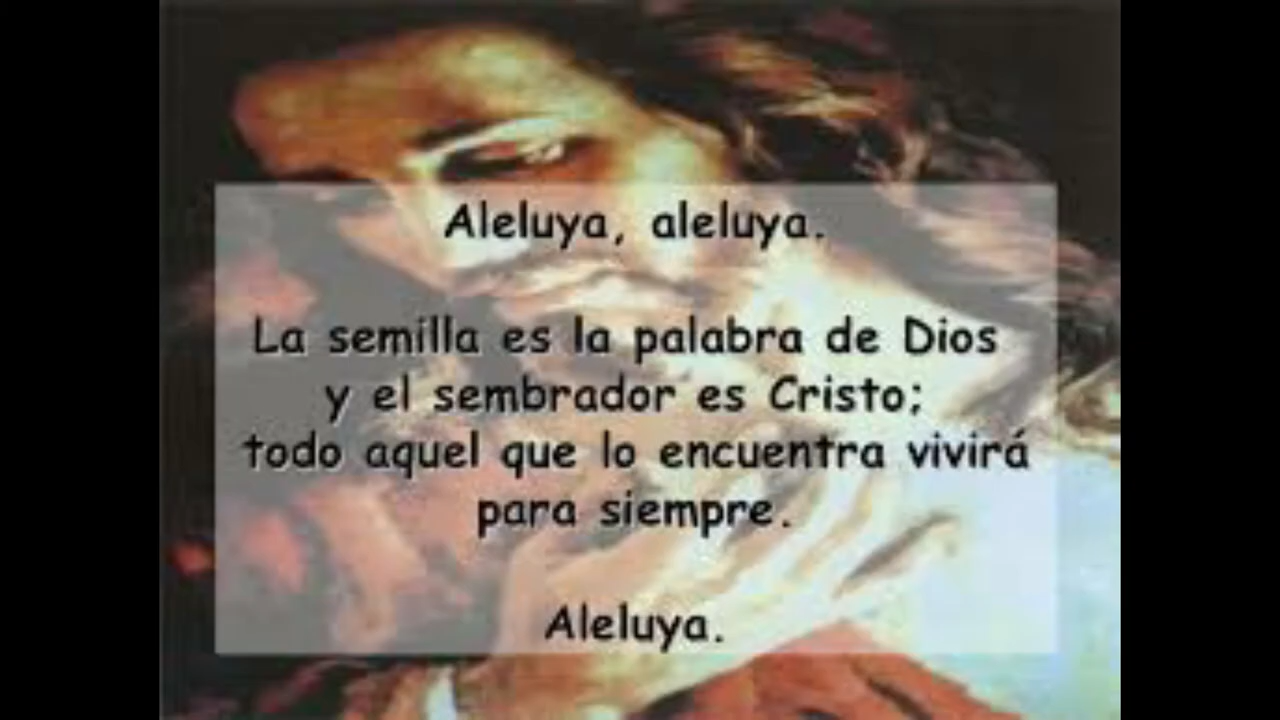 Aleluya, aleluya.
La semilla es la palabra de Dios
y el sembrador es Cristo;
todo aquel que lo encuentra vivirá
para siempre.
Aleluya.